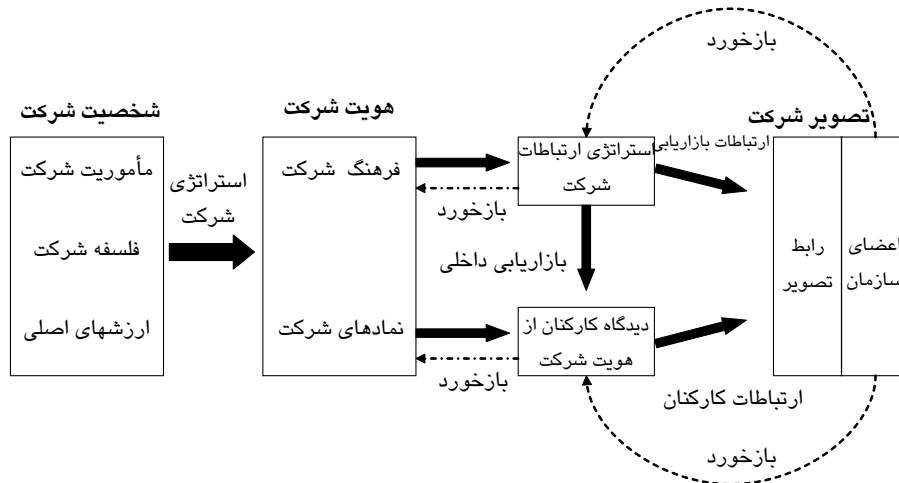 بازخورد
شخصیت شرکت
هویت شرکت
تصویر شرکت
مأموریت شرکت
فلسفه شرکت
ارزشهای اصلی
استراتژی
شرکت
فرهنگ شرکت
نمادهای شرکت
بازخورد
بازخورد
استراتژی ارتباطات
شرکت
بازاریابی داخلی
دیدگاه کارکنان از
هویت شرکت
ارتباطات بازاریابی
ارتباطات کارکنان
رابط
تصویر
اعضای
سازمان
بازخورد